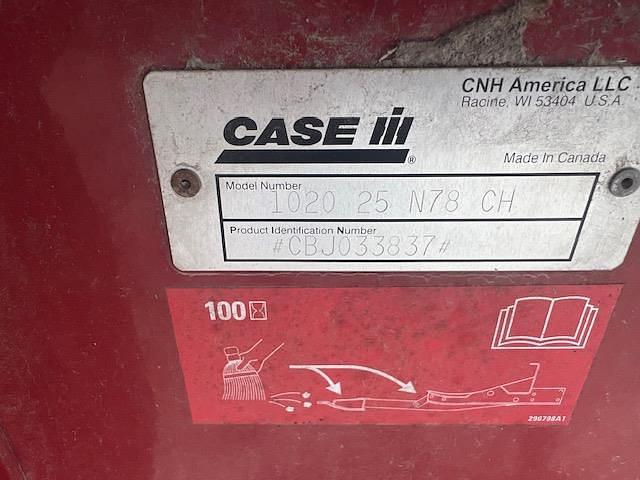 CNH America LLC
Racine, WI 53404 U.S.A.
CASE IH
®
Made In Canada
Model Number
1020 25 N78 CH
Product Identification Number
#CBJ033837#
100
296798A1